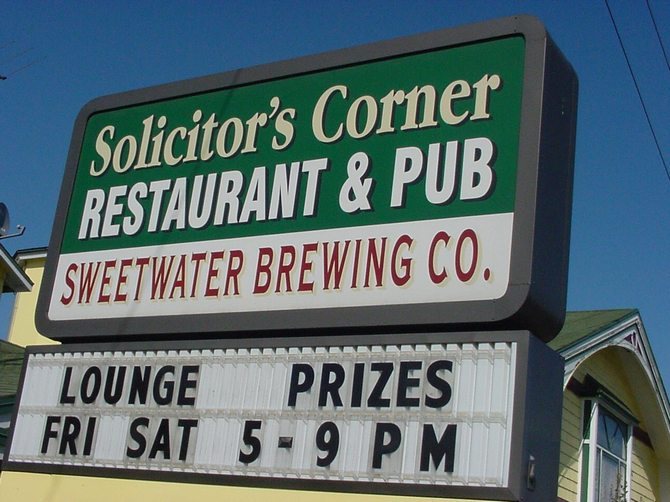 Solicitor's Corner
RESTAURANT & PUB
SWEETWATER BREWING CO.
LOUNGE PRIZES
FRI SAT 5-9 PM